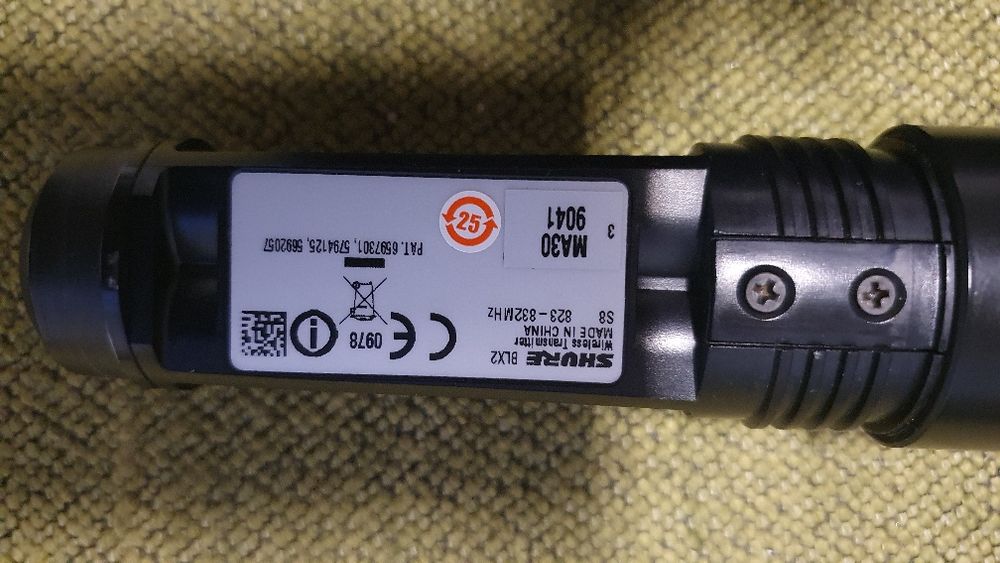 SHURE BLX2
Wireless Transmitter
MADE IN CHINA
S8 823-832MHz
CE 0978
MA30
9041
3
25
PAT. 6597301, 5794125, 5692057